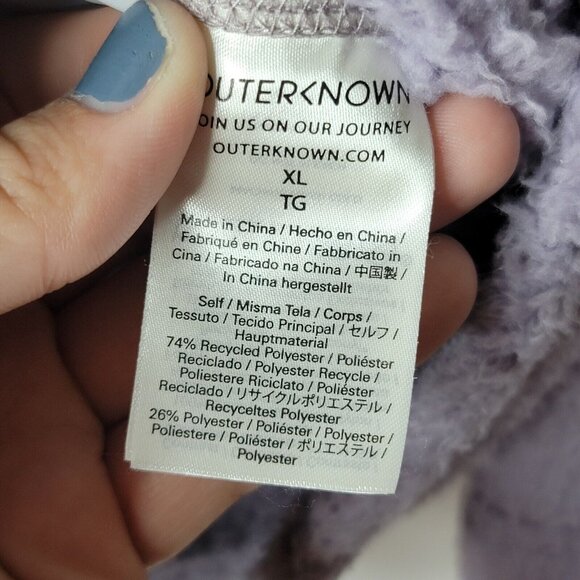 OUTERKNOWN
JOIN US ON OUR JOURNEY
OUTERKNOWN.COM
XL
TG
Made in China / Hecho en China /
Fabriqué en Chine / Fabbricato in
Cina / Fabricado na China / 中国製 /
In China hergestellt
Self / Misma Tela / Corps /
Tessuto / Tecido Principal / セルフ /
Hauptmaterial
74% Recycled Polyester / Poliéster
Reciclado / Polyester Recycle /
Poliestere Riciclato / Poliéster
Reciclado / リサイクルポリエステル /
Recyceltes Polyester
26% Polyester / Poliéster / Polyester /
Poliestere / Poliéster / ポリエステル /
Polyester